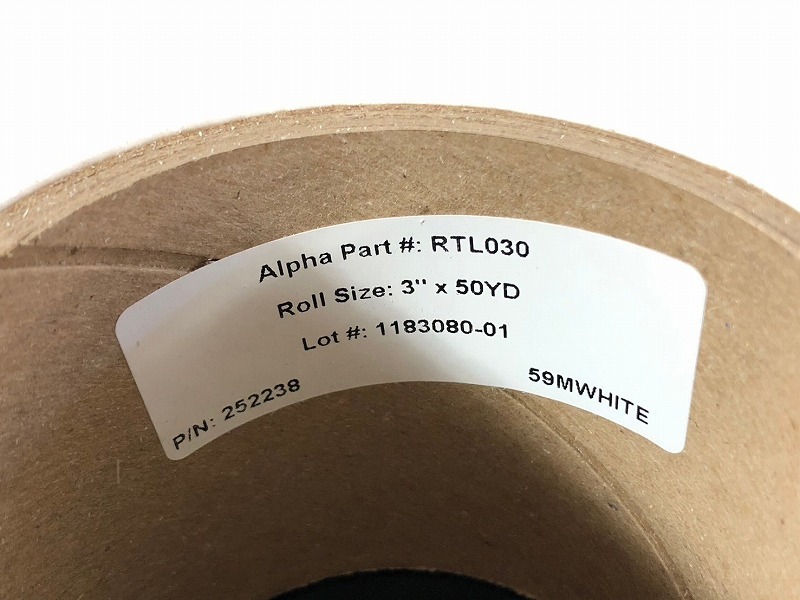 Alpha Part #: RTL030
Roll Size: 3" x 50YD
Lot #: 1183080-01
P/N: 252238
59MWHITE